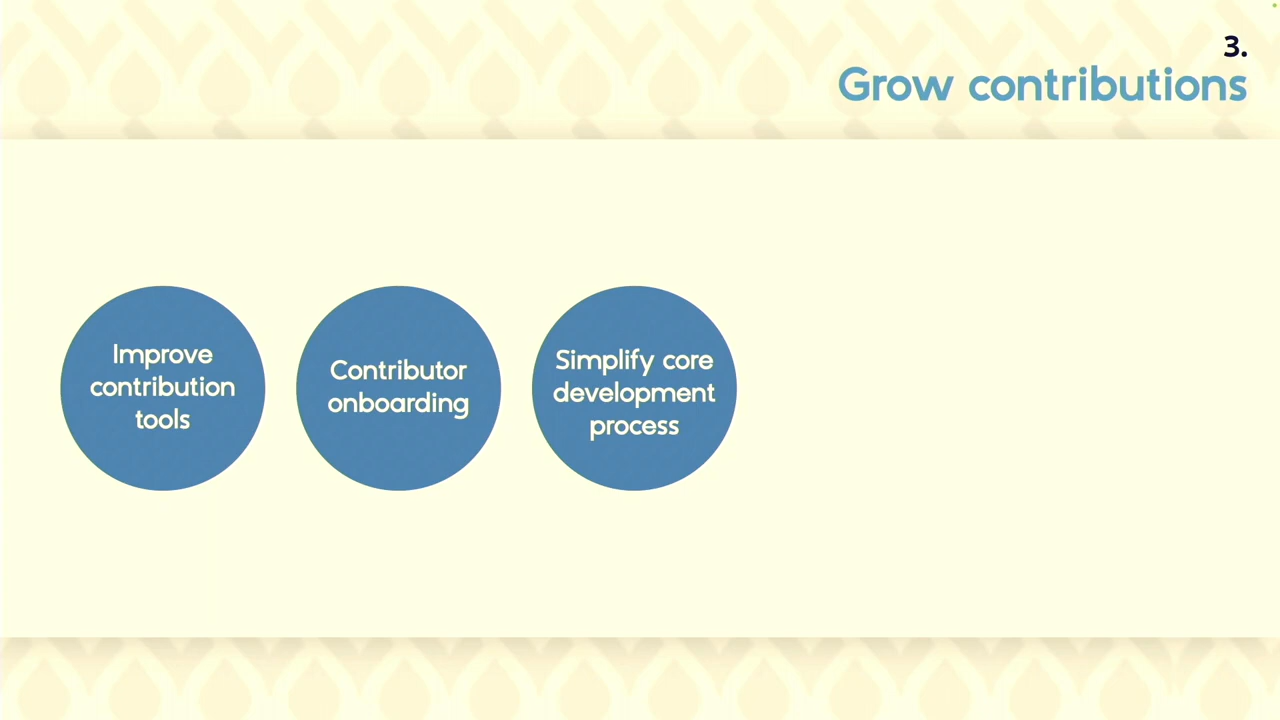 3.
Grow contributions
Improve
contribution
tools
Contributor
onboarding
Simplify core
development
process